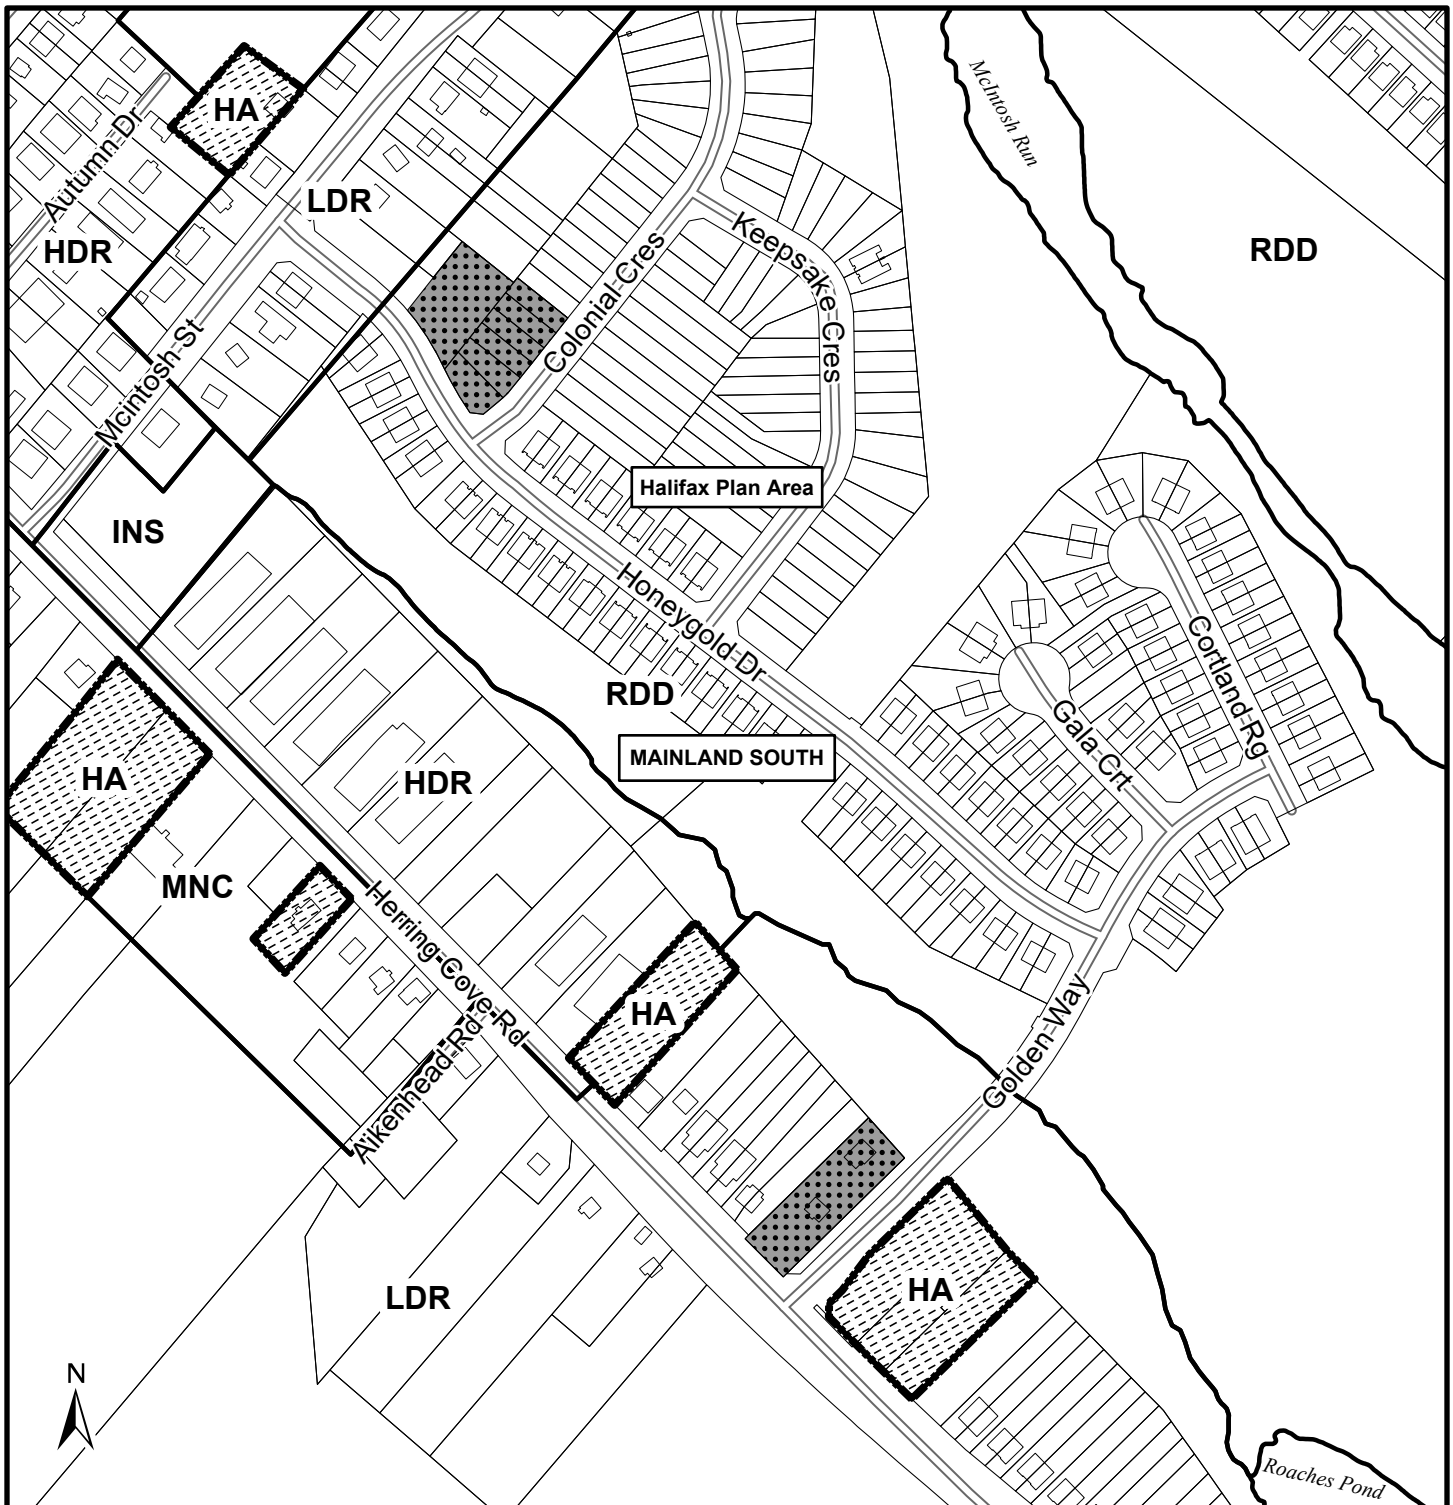 McIntosh Run
HA
Autumn Dr
LDR
HDR
Keepsake Cres
RDD
Colonial Cres
Mcintosh St
Halifax Plan Area
INS
Honeygold Dr
Cortland Rg
RDD
Gala Crt
MAINLAND SOUTH
HA
HDR
MNC
Herring Cove Rd
HA
Aikenhead Rd
Golden Way
LDR
HA
N
Roaches Pond